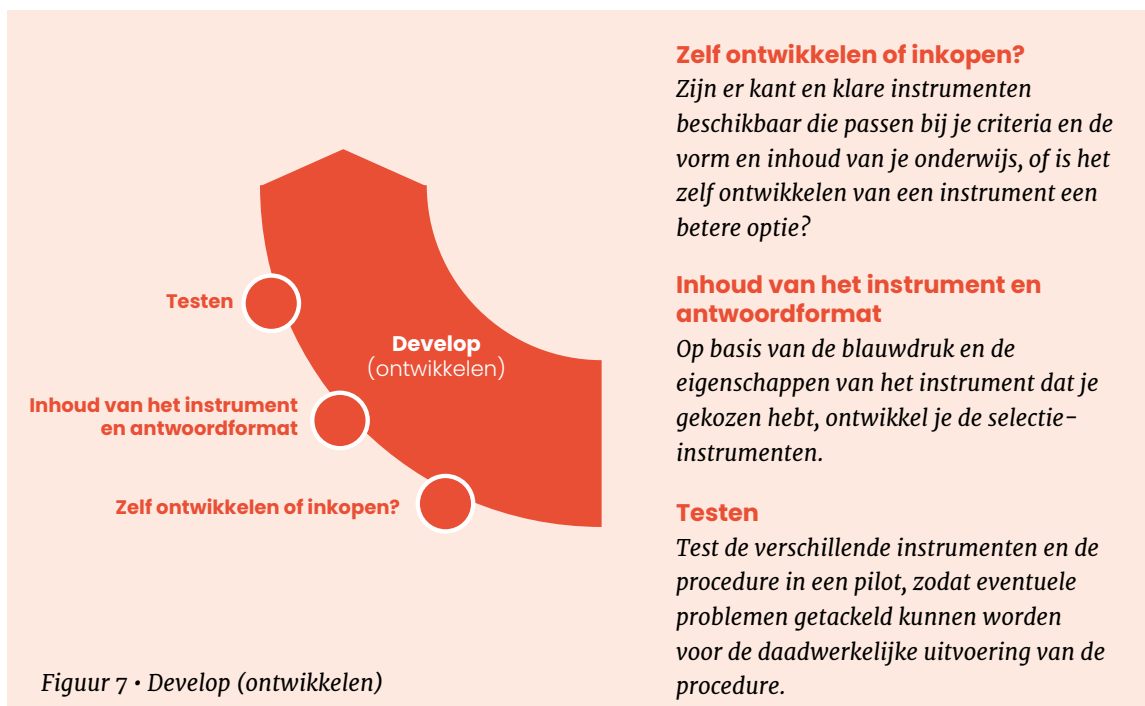 Testen
Develop
(ontwikkelen)
Inhoud van het instrument
en antwoordformat
Zelf ontwikkelen of inkopen?
Figuur 7 • Develop (ontwikkelen)
Zelf ontwikkelen of inkopen?
Zijn er kant en klare instrumenten
beschikbaar die passen bij je criteria en de
vorm en inhoud van je onderwijs, of is het
zelf ontwikkelen van een instrument een
betere optie?
Inhoud van het instrument en
antwoordformat
Op basis van de blauwdruk en de
eigenschappen van het instrument dat je
gekozen hebt, ontwikkel je de selectie-
instrumenten.
Testen
Test de verschillende instrumenten en de
procedure in een pilot, zodat eventuele
problemen getackeld kunnen worden
voor de daadwerkelijke uitvoering van de
procedure.